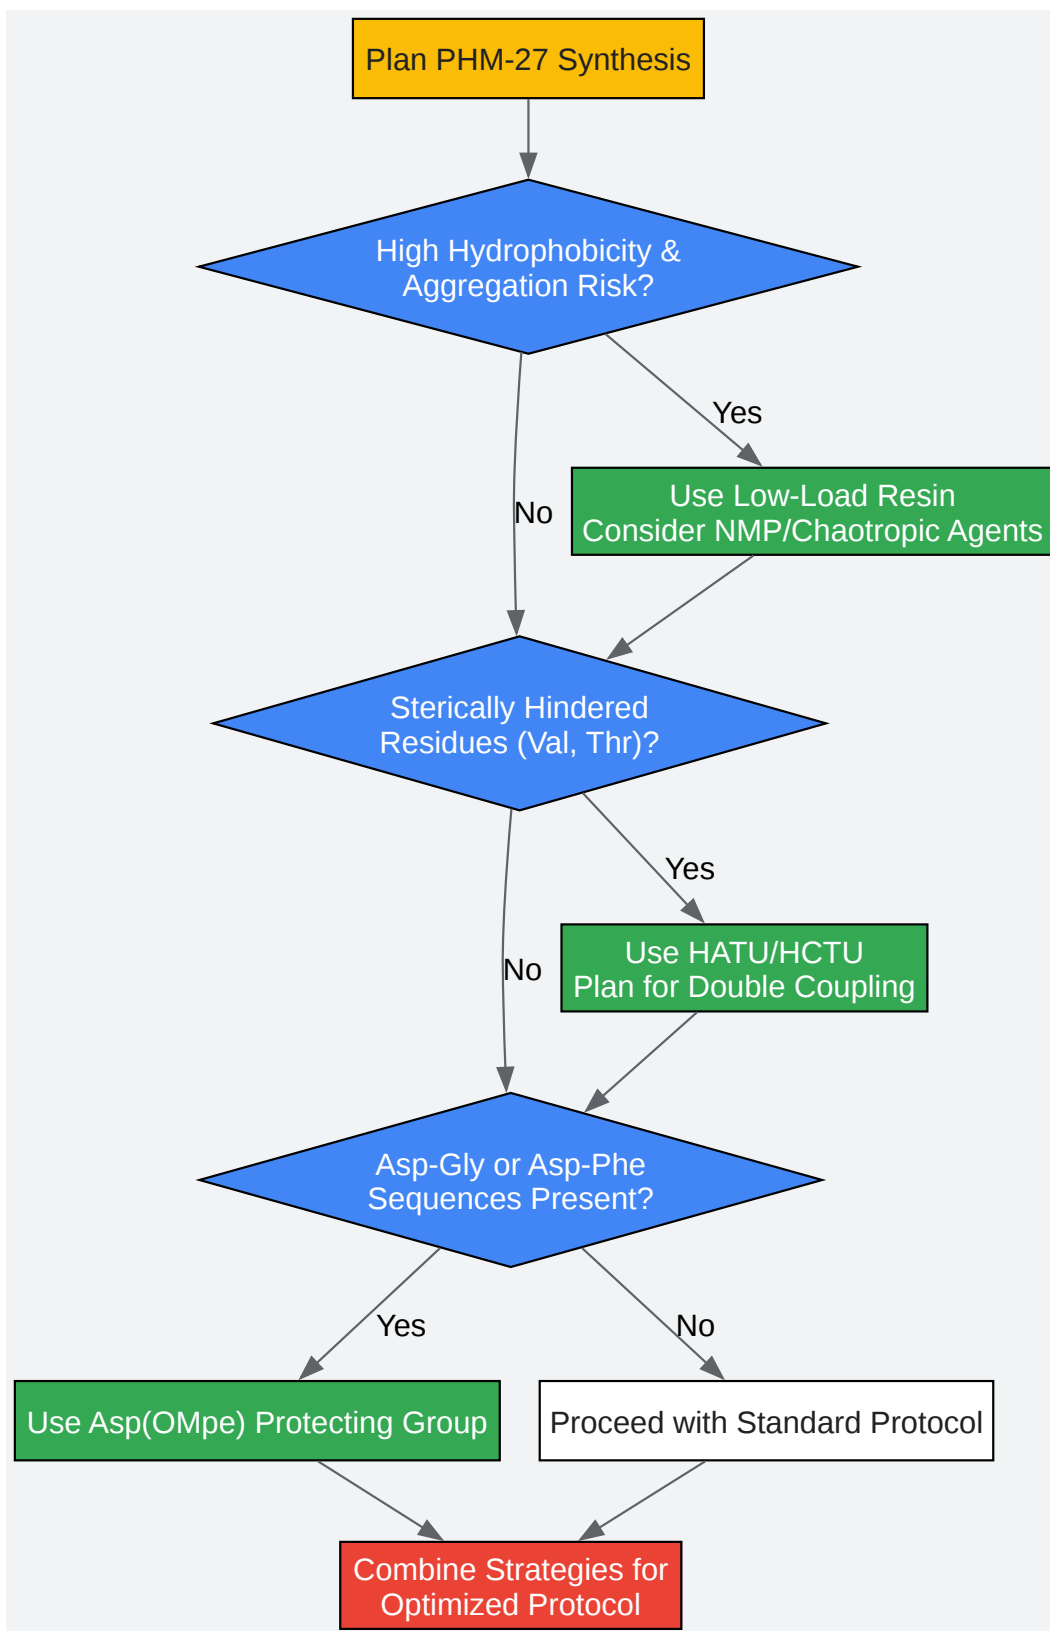 Plan PHM-27 Synthesis
High Hydrophobicity &
Aggregation Risk?
Yes
Use Low-Load Resin
Consider NMP/Chaotropic Agents
No
Sterically Hindered
Residues (Val, Thr)?
Yes
Use HATU/HCTU
Plan for Double Coupling
No
Asp-Gly or Asp-Phe
Sequences Present?
Yes
No
Use Asp(OMpe) Protecting Group
Proceed with Standard Protocol
Combine Strategies for
Optimized Protocol